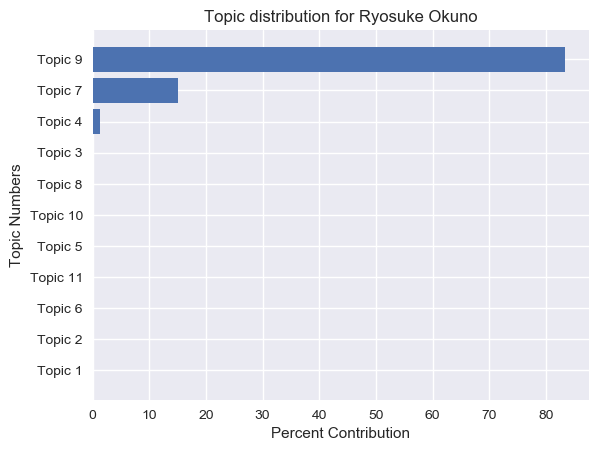 Topic distribution for Ryosuke Okuno
Topic Numbers
Topic 9
Topic 7
Topic 4
Topic 3
Topic 8
Topic 10
Topic 5
Topic 11
Topic 6
Topic 2
Topic 1
0 10 20 30 40 50 60 70 80
Percent Contribution